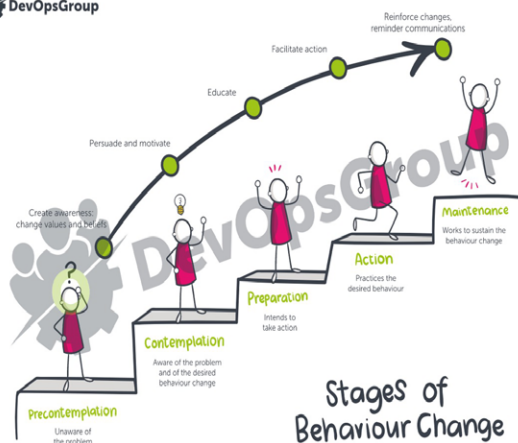 DevOpsGroup
Reinforce changes,
reminder communications
Facilitate action
Educate
Persuade and motivate
Create awareness:
change values and beliefs
DevOpsGroup
?
Maintenance
Works to sustain the
behaviour change
Action
Practices the
desired behaviour
Preparation
Intends to
take action
Contemplation
Aware of the problem
and of the desired
behaviour change
Precontemplation
Unaware of
the problem
Stages of
Behaviour Change